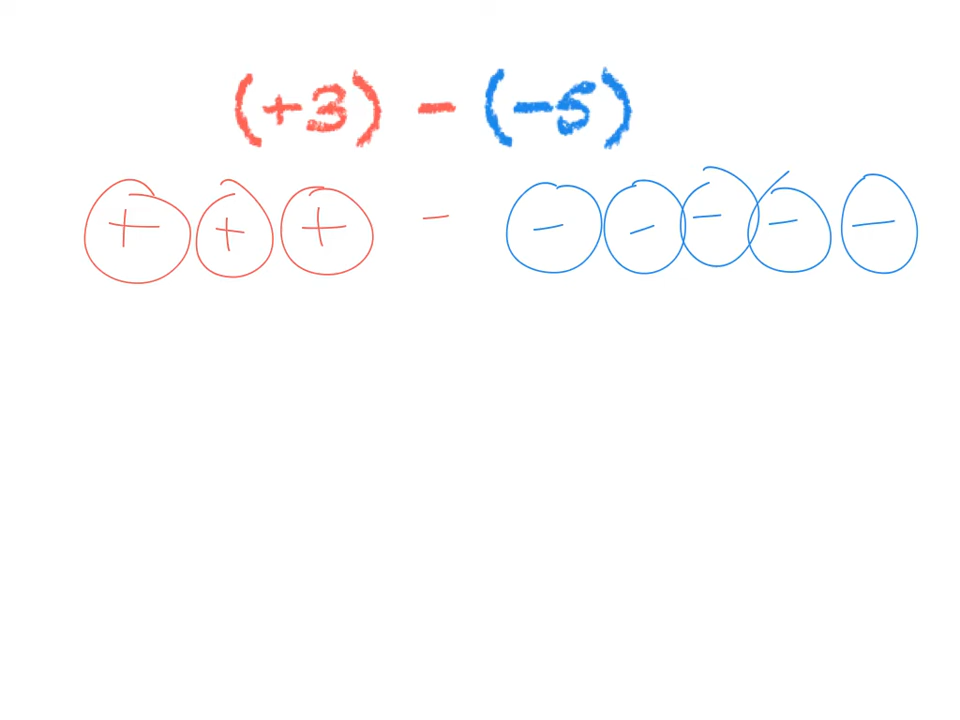 (+3) - (-5)
+ + + - - - - - -